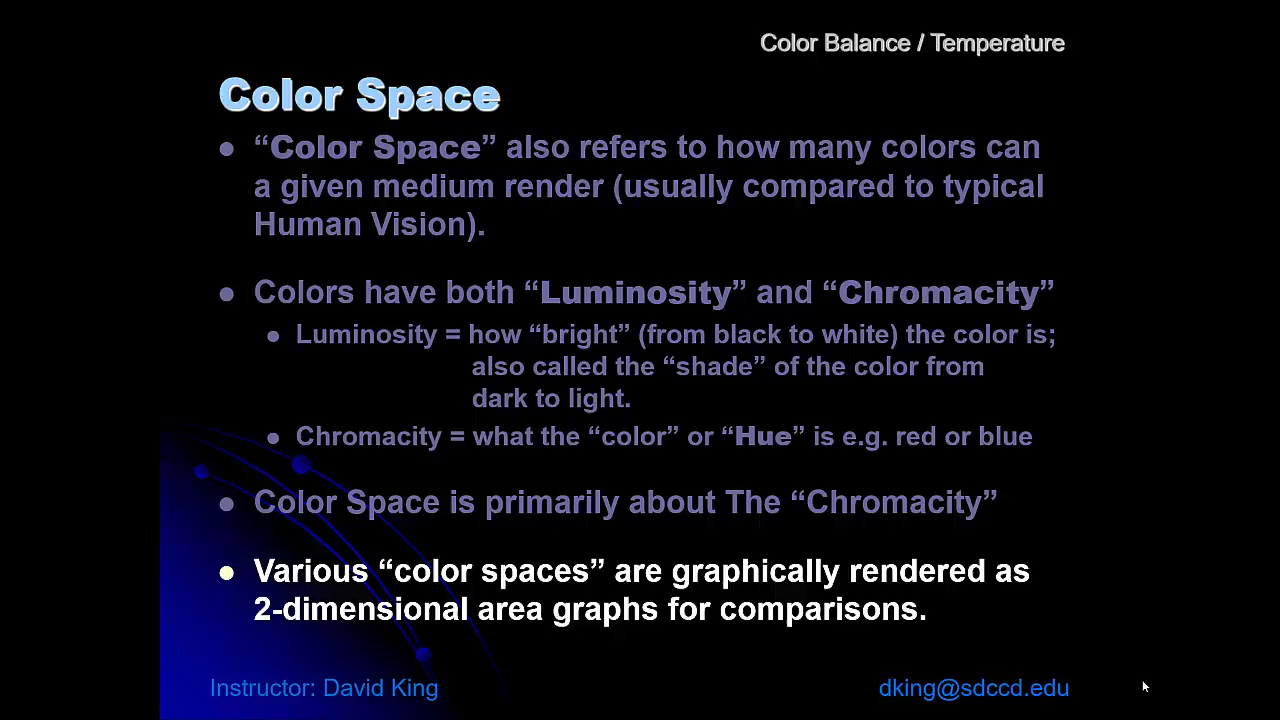 Color Balance / Temperature
Color Space
“Color Space” also refers to how many colors can
a given medium render (usually compared to typical
Human Vision).
Colors have both “Luminosity” and “Chromacity”
Luminosity = how “bright” (from black to white) the color is;
also called the “shade” of the color from
dark to light.
Chromacity = what the “color” or “Hue” is e.g. red or blue
Color Space is primarily about The “Chromacity”
Various “color spaces” are graphically rendered as
2-dimensional area graphs for comparisons.
Instructor: David King
dking@sdccd.edu